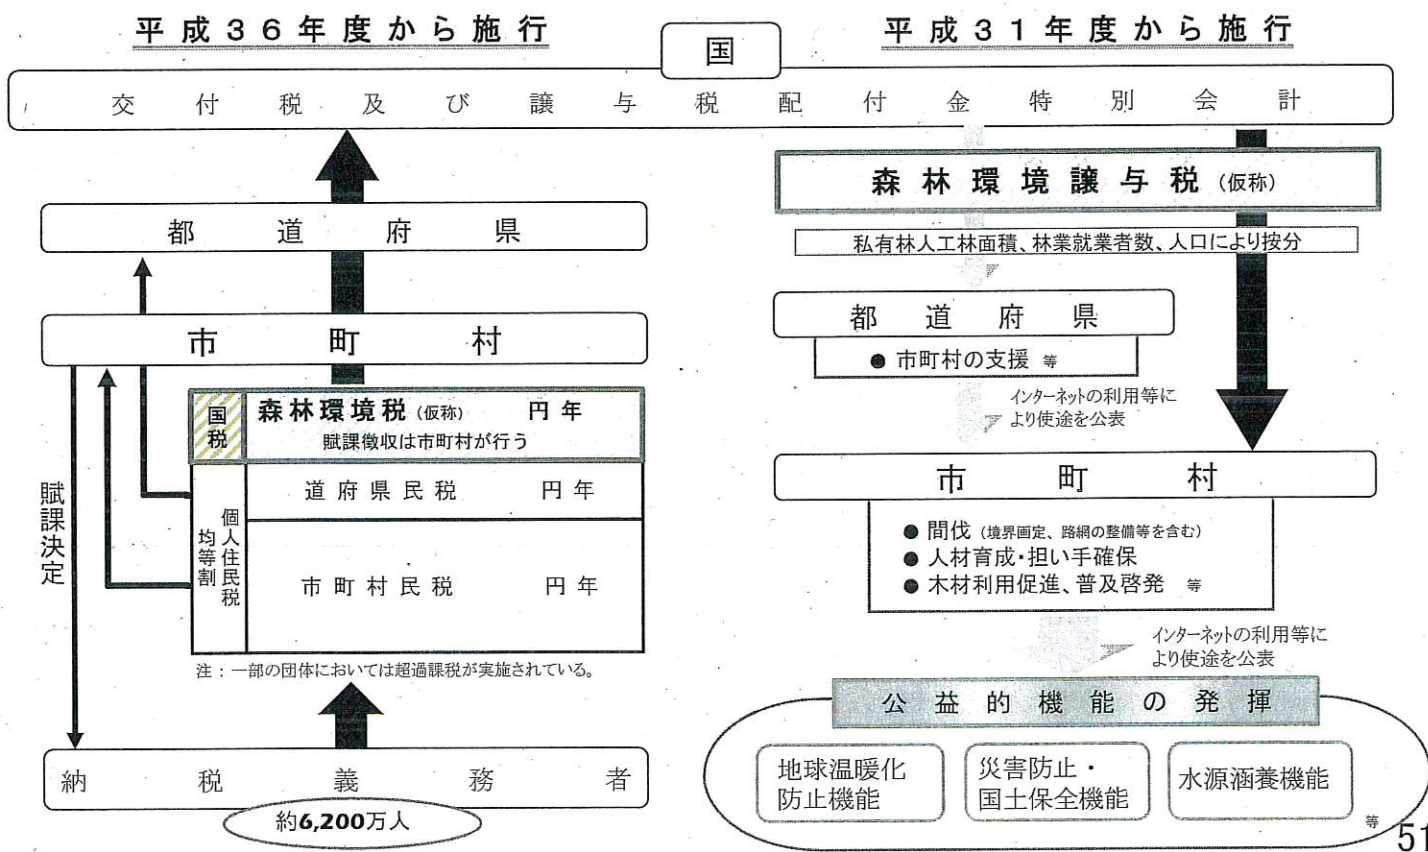 平成３６年度から施行
平成３１年度から施行
国
交付税及び譲与税配付金特別会計
都道府県
市町村
国税
森林環境税（仮称）　円年
賦課徴収は市町村が行う
個人住民税
均等割
道府県民税　円年
市町村民税　円年
注：一部の団体においては超過課税が実施されている。
賦課決定
納税義務者
約6,200万人
森林環境譲与税（仮称）
私有林人工林面積、林業就業者数、人口により按分
都道府県
● 市町村の支援 等
インターネットの利用等に
より使途を公表
市町村
● 間伐（境界画定、路網の整備等を含む）
● 人材育成・担い手確保
● 木材利用促進、普及啓発 等
インターネットの利用等に
より使途を公表
公益的機能の発揮
地球温暖化
防止機能
災害防止・
国土保全機能
水源涵養機能
等
51